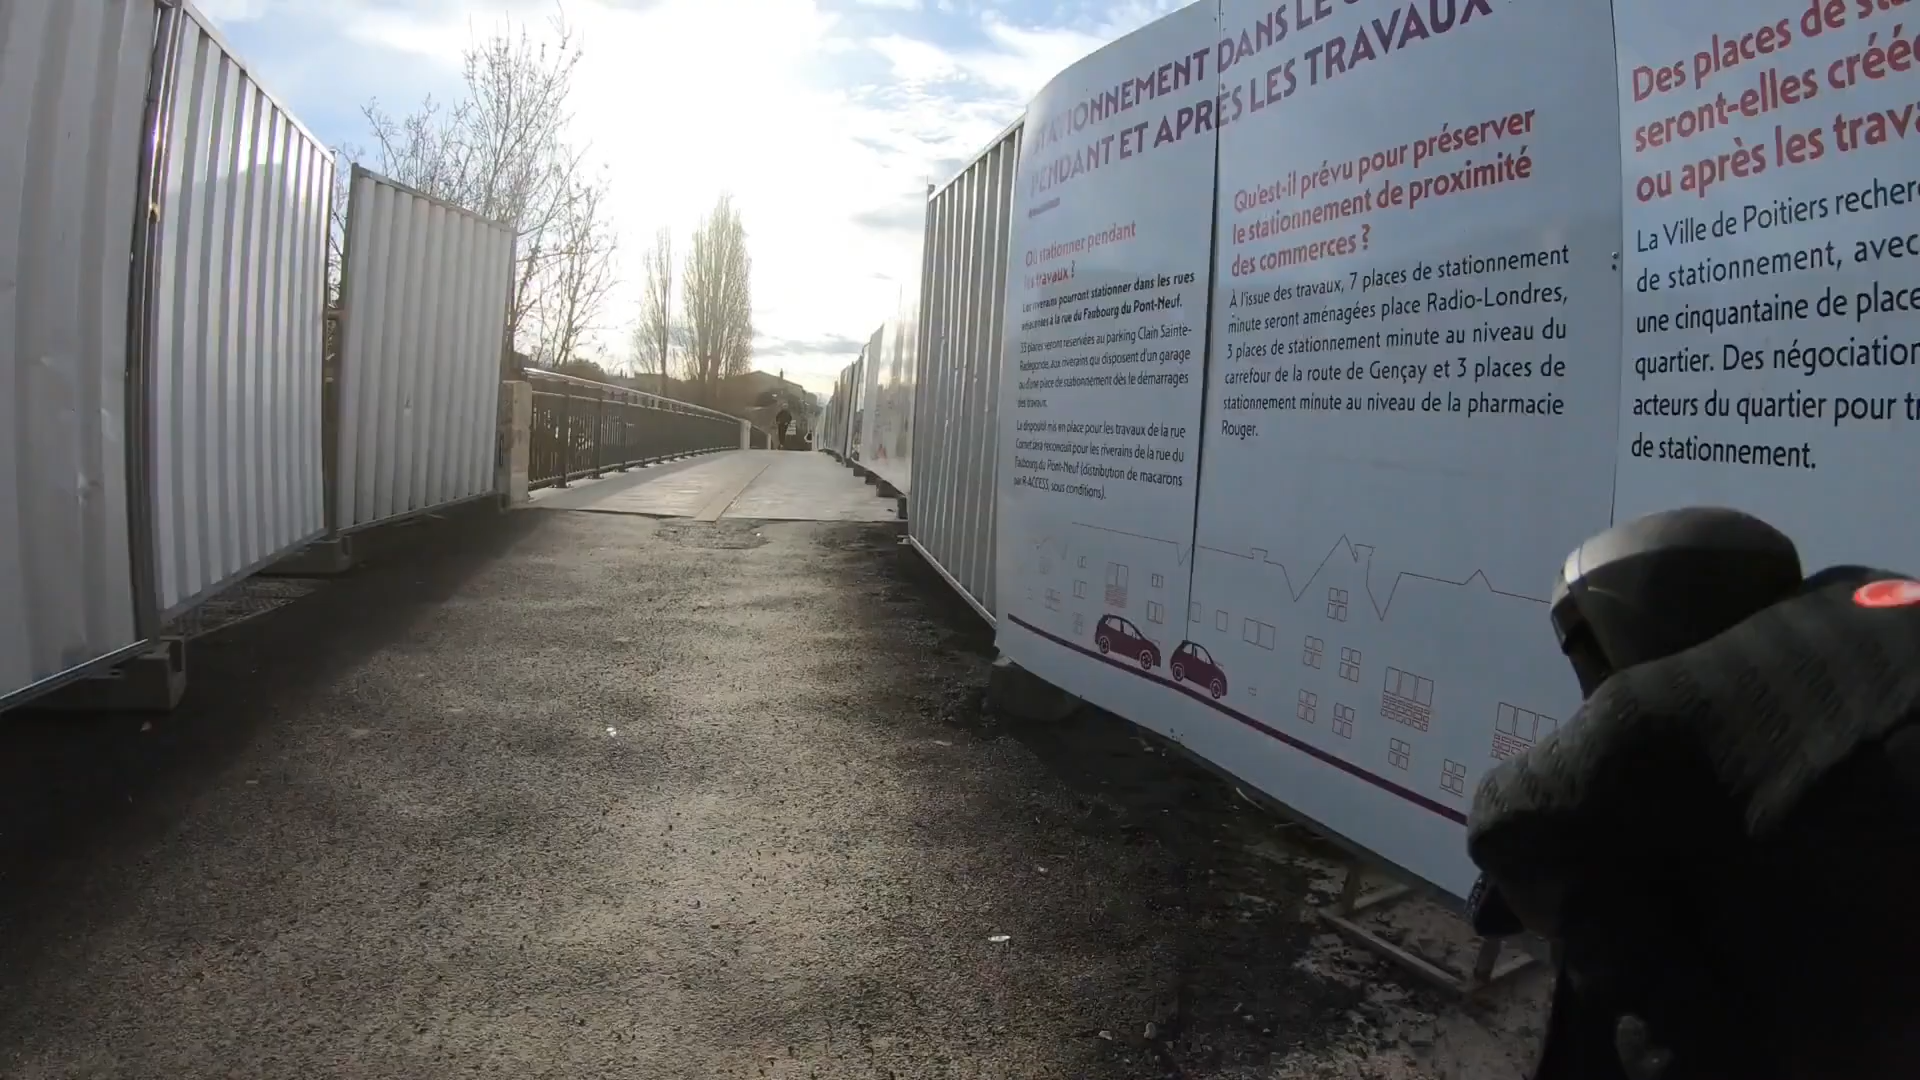 STATIONNEMENT DANS LE
PENDANT ET APRÈS LES TRAVAUX
Où stationner pendant
les travaux ?
Les riverains pourront stationner dans les rues
adjacentes à la rue du Faubourg du Pont-Neuf.
33 places seront réservées au parking Clain Sainte-
Radegonde, aux riverains qui disposent d'un garage
ou d'une place de stationnement dès le démarrages
des travaux.
Le dispositif mis en place pour les travaux de la rue
Cornet sera reconduit pour les riverains de la rue du
Faubourg du Pont-Neuf (distribution de macarons
par R-ACCESS, sous conditions).
Qu'est-il prévu pour préserver
le stationnement de proximité
des commerces ?
À l'issue des travaux, 7 places de stationnement
minute seront aménagées place Radio-Londres,
3 places de stationnement minute au niveau du
carrefour de la route de Gençay et 3 places de
stationnement minute au niveau de la pharmacie
Rouger.
Des places de
seront-elles créé
ou après les trav
La Ville de Poitiers recher
de stationnement, avec
une cinquantaine de place
quartier. Des négociation
acteurs du quartier pour tr
de stationnement.